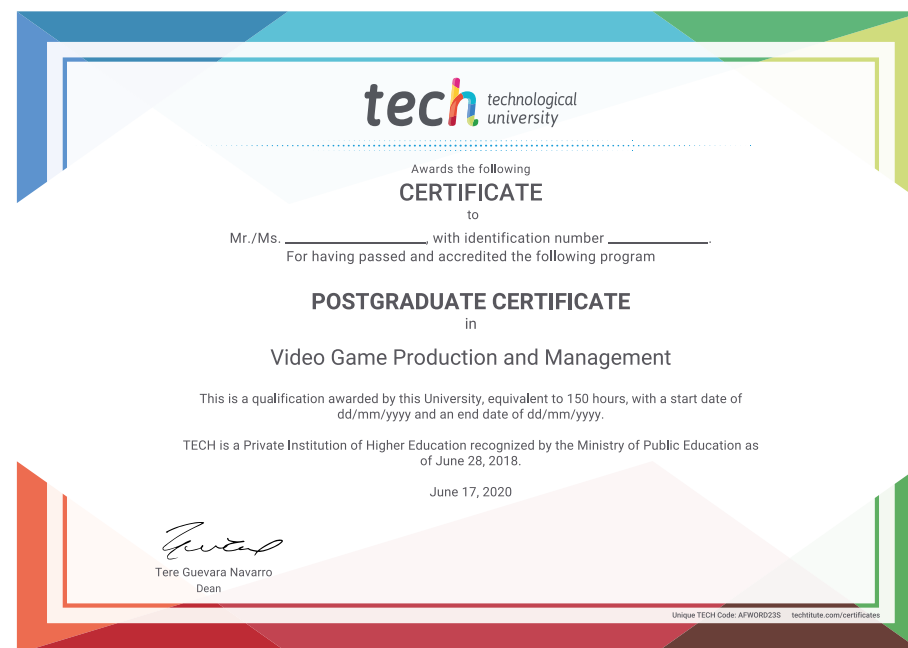 tech technological
university
Awards the following
CERTIFICATE
to
Mr./Ms. ____________________, with identification number ______________.
For having passed and accredited the following program
POSTGRADUATE CERTIFICATE
in
Video Game Production and Management
This is a qualification awarded by this University, equivalent to 150 hours, with a start date of
dd/mm/yyyy and an end date of dd/mm/yyyy.
TECH is a Private Institution of Higher Education recognized by the Ministry of Public Education as
of June 28, 2018.
June 17, 2020
Tere Guevara Navarro
Dean
Unique TECH Code: AFWORD23S techtitute.com/certificates